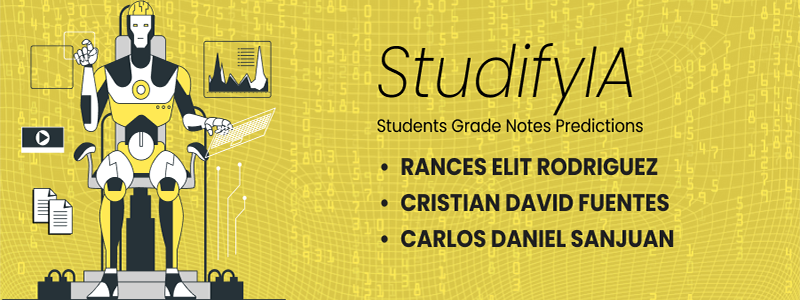 StudifyIA
Students Grade Notes Predictions
• RANCES ELIT RODRIGUEZ
• CRISTIAN DAVID FUENTES
• CARLOS DANIEL SANJUAN